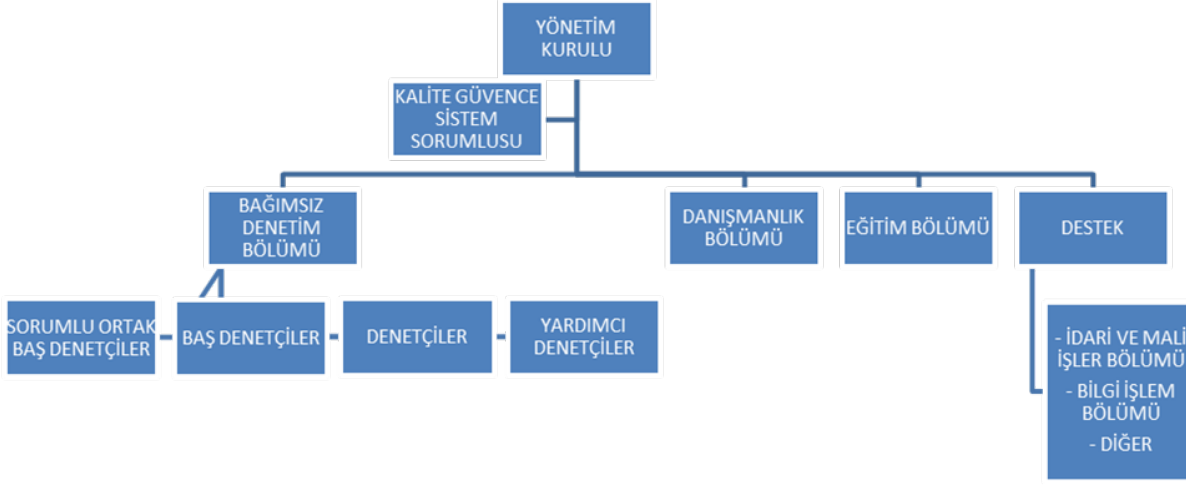 YÖNETİM
KURULU
KALİTE GÜVENCE
SİSTEM
SORUMLUSU
BAĞIMSIZ
DENETİM
BÖLÜMÜ
DANIŞMANLIK
BÖLÜMÜ
EĞİTİM BÖLÜMÜ
DESTEK
SORUMLU ORTAK
BAŞ DENETÇİLER
BAŞ DENETÇİLER
DENETÇİLER
YARDIMCI
DENETÇİLER
- İDARİ VE MALİ
İŞLER BÖLÜMÜ
- BİLGİ İŞLEM
BÖLÜMÜ
- DİĞER